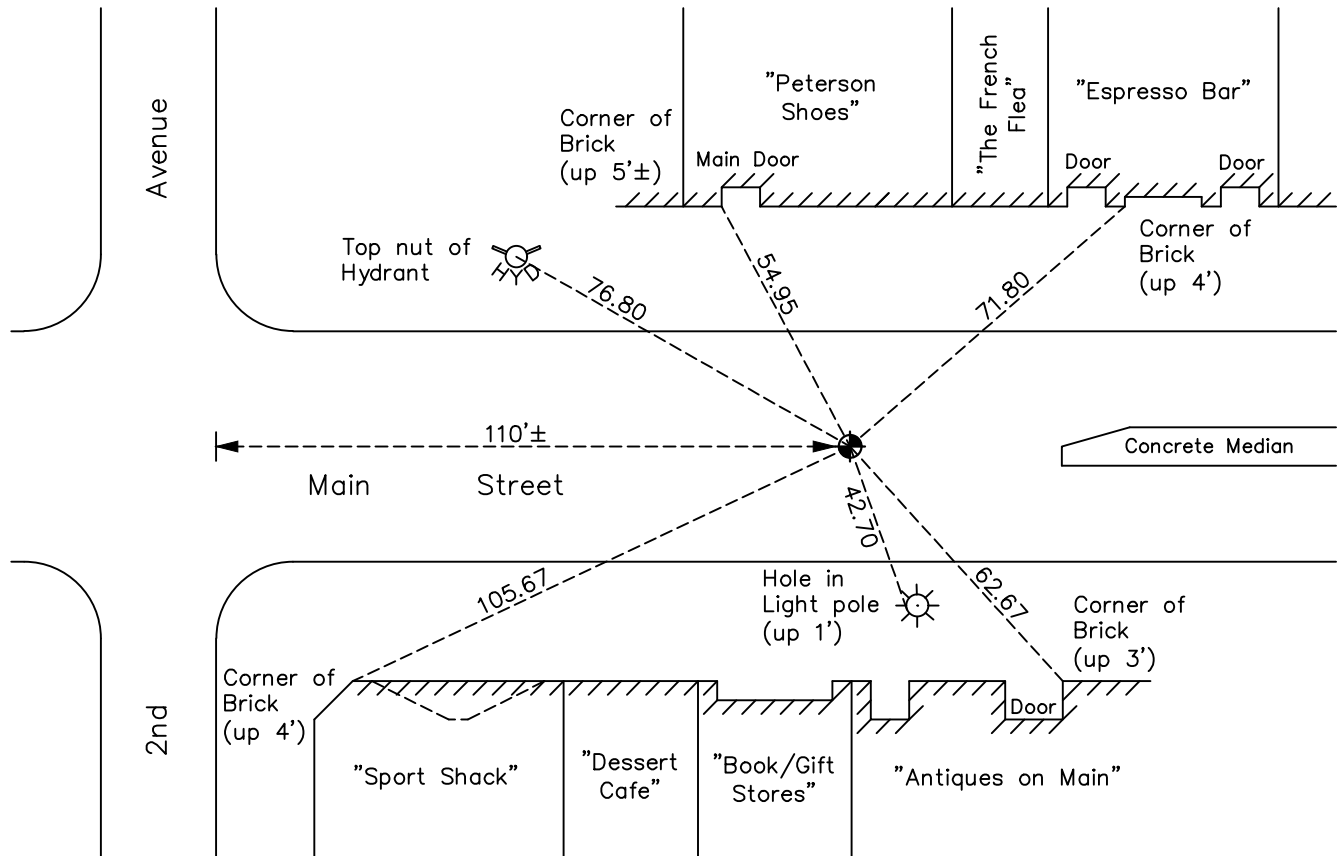 Avenue
"Peterson
Shoes"
"The French
Flea"
"Espresso Bar"
Corner of
Brick
(up 5'±)
Main Door
Door
Door
Top nut of
Hydrant
HYD
Corner of
Brick
(up 4')
76.80
54.95
71.80
110'±
Main Street
Concrete Median
42.70
105.67
62.67
Hole in
Light pole
(up 1')
Corner of
Brick
(up 3')
Corner of
Brick
(up 4')
2nd
Door
"Sport Shack"
"Dessert
Cafe"
"Book/Gift
Stores"
"Antiques on Main"